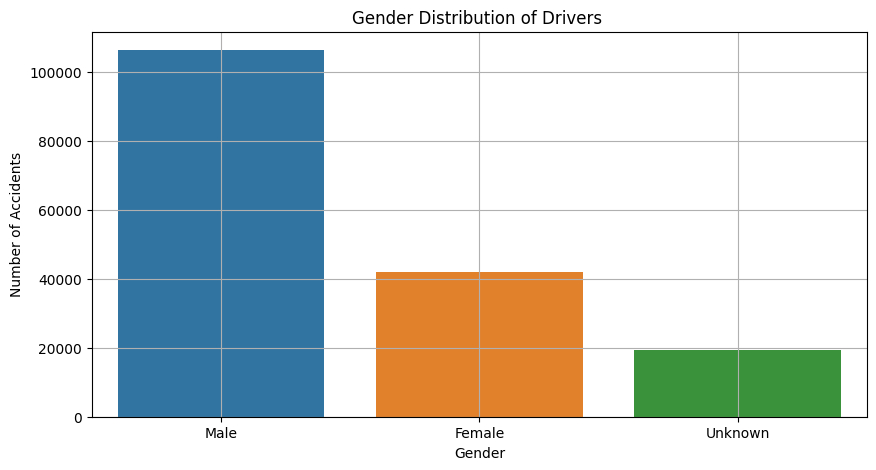 Gender Distribution of Drivers
Number of Accidents
100000
80000
60000
40000
20000
0
Male Female Unknown
Gender